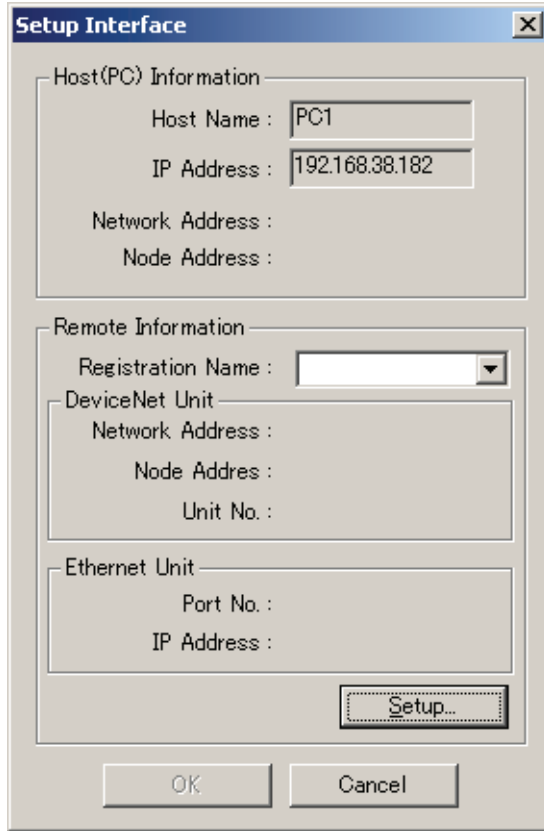 Setup Interface
Host(PC) Information
Host Name : PC1
IP Address : 192.168.38.182
Network Address :
Node Address :
Remote Information
Registration Name :
DeviceNet Unit
Network Address :
Node Addres :
Unit No. :
Ethernet Unit
Port No. :
IP Address :
Setup...
OK Cancel